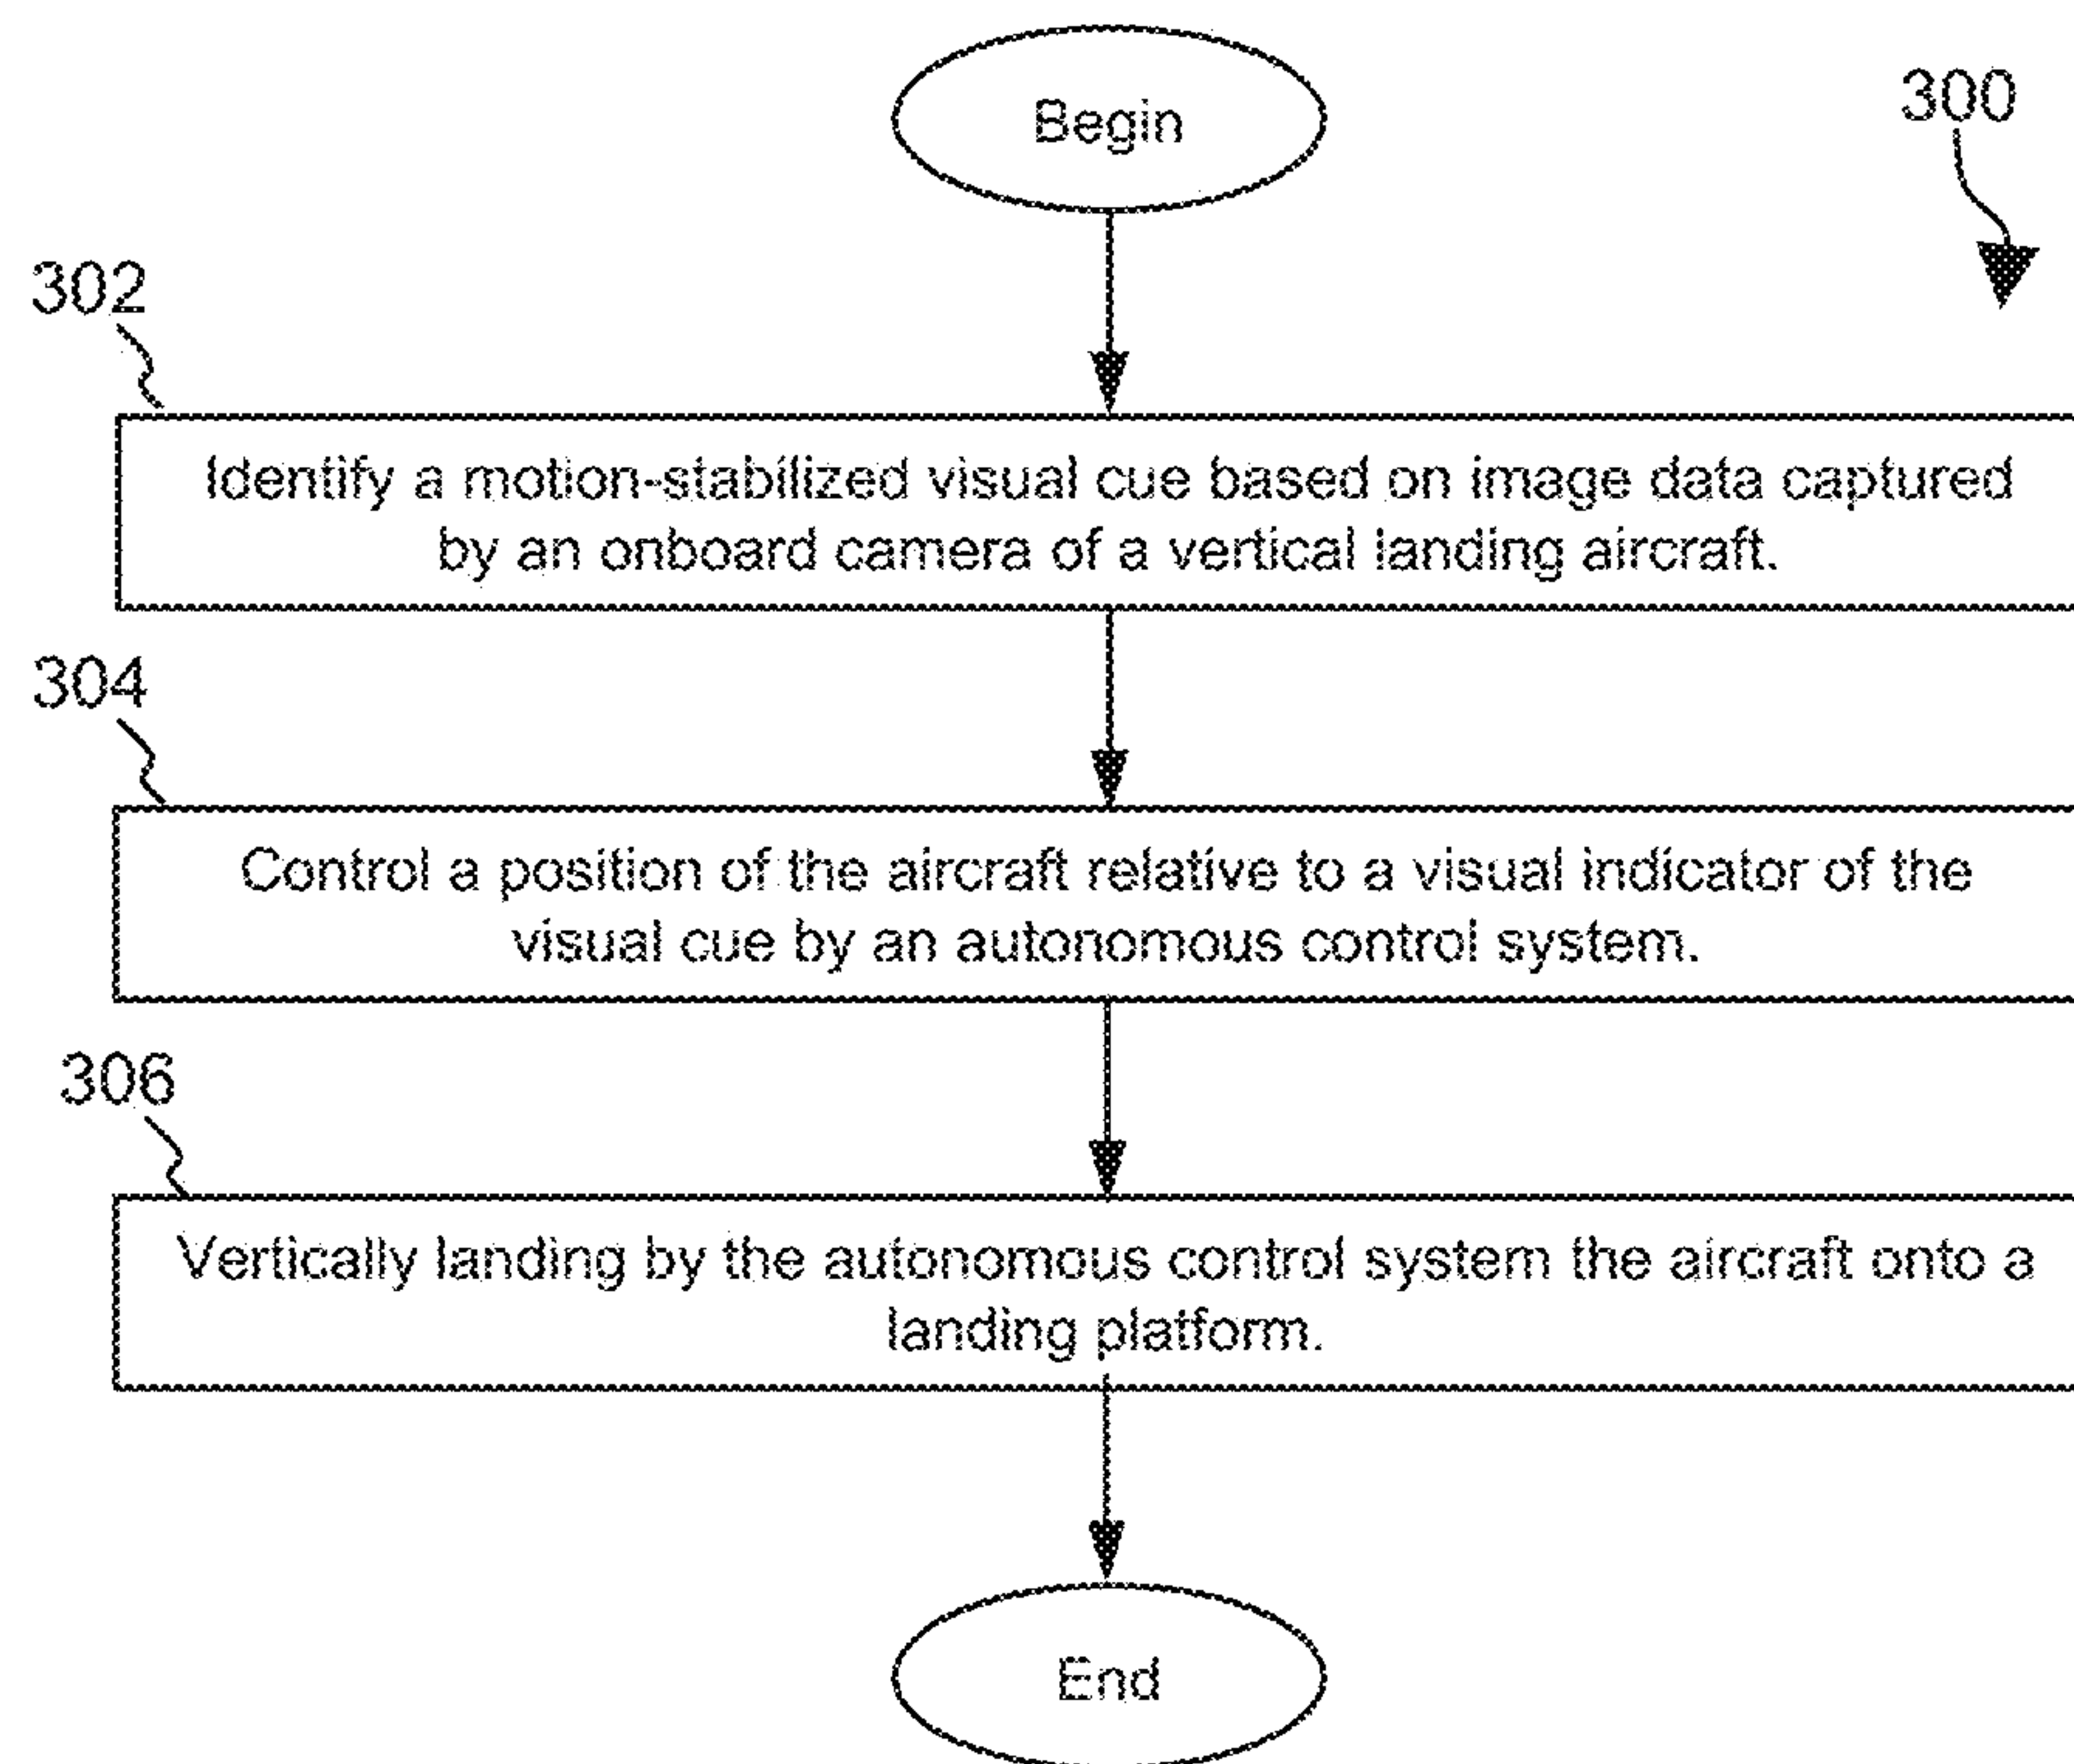 Begin
300
302
Identify a motion-stabilized visual cue based on image data captured
by an onboard camera of a vertical landing aircraft.
304
Control a position of the aircraft relative to a visual indicator of the
visual cue by an autonomous control system.
306
Vertically landing by the autonomous control system the aircraft onto a
landing platform.
End